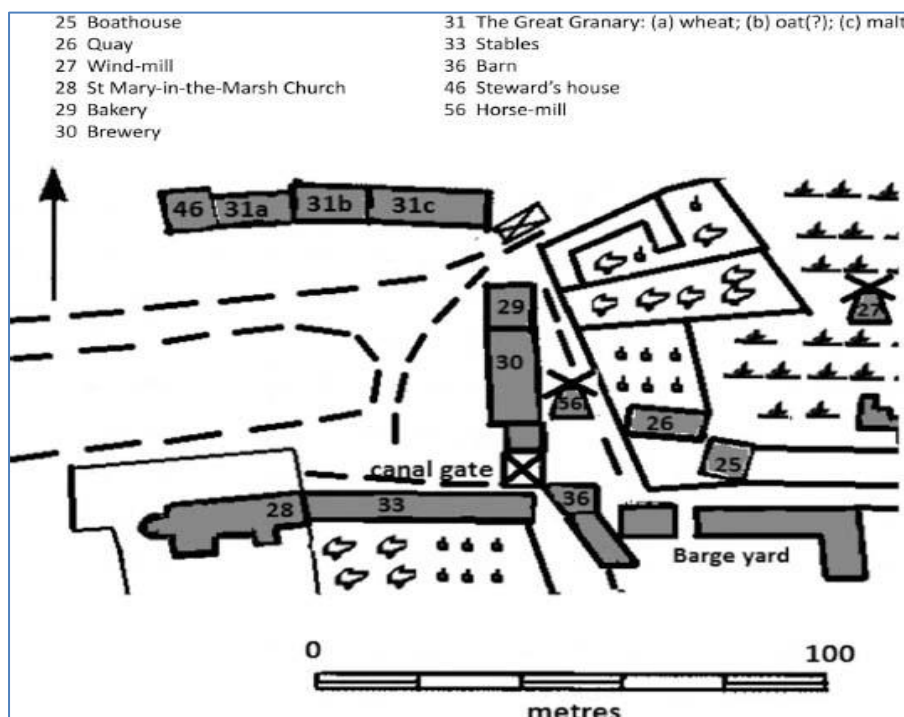 25 Boathouse
26 Quay
27 Wind-mill
28 St Mary-in-the-Marsh Church
29 Bakery
30 Brewery
31 The Great Granary: (a) wheat; (b) oat(?); (c) malt
33 Stables
36 Barn
46 Steward's house
56 Horse-mill
46 31a 31b 31c
27
29
30
56
26
canal gate
25
28 33 36
Barge yard
0 100
metres